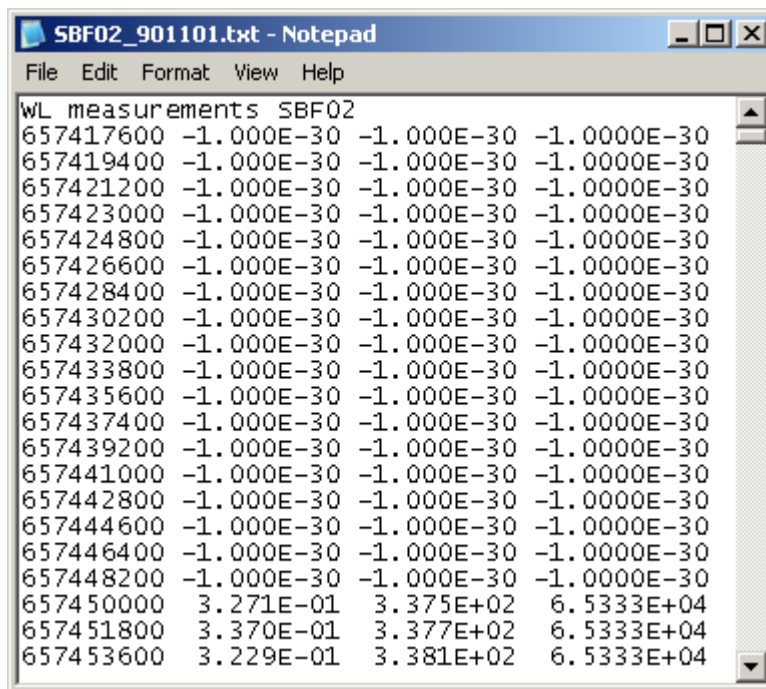 SBF02_901101.txt - Notepad
File Edit Format View Help
WL measurements SBF02
657417600 -1.000E-30 -1.000E-30 -1.0000E-30
657419400 -1.000E-30 -1.000E-30 -1.0000E-30
657421200 -1.000E-30 -1.000E-30 -1.0000E-30
657423000 -1.000E-30 -1.000E-30 -1.0000E-30
657424800 -1.000E-30 -1.000E-30 -1.0000E-30
657426600 -1.000E-30 -1.000E-30 -1.0000E-30
657428400 -1.000E-30 -1.000E-30 -1.0000E-30
657430200 -1.000E-30 -1.000E-30 -1.0000E-30
657432000 -1.000E-30 -1.000E-30 -1.0000E-30
657433800 -1.000E-30 -1.000E-30 -1.0000E-30
657435600 -1.000E-30 -1.000E-30 -1.0000E-30
657437400 -1.000E-30 -1.000E-30 -1.0000E-30
657439200 -1.000E-30 -1.000E-30 -1.0000E-30
657441000 -1.000E-30 -1.000E-30 -1.0000E-30
657442800 -1.000E-30 -1.000E-30 -1.0000E-30
657444600 -1.000E-30 -1.000E-30 -1.0000E-30
657446400 -1.000E-30 -1.000E-30 -1.0000E-30
657448200 -1.000E-30 -1.000E-30 -1.0000E-30
657450000 3.271E-01 3.375E+02 6.5333E+04
657451800 3.370E-01 3.377E+02 6.5333E+04
657453600 3.229E-01 3.381E+02 6.5333E+04